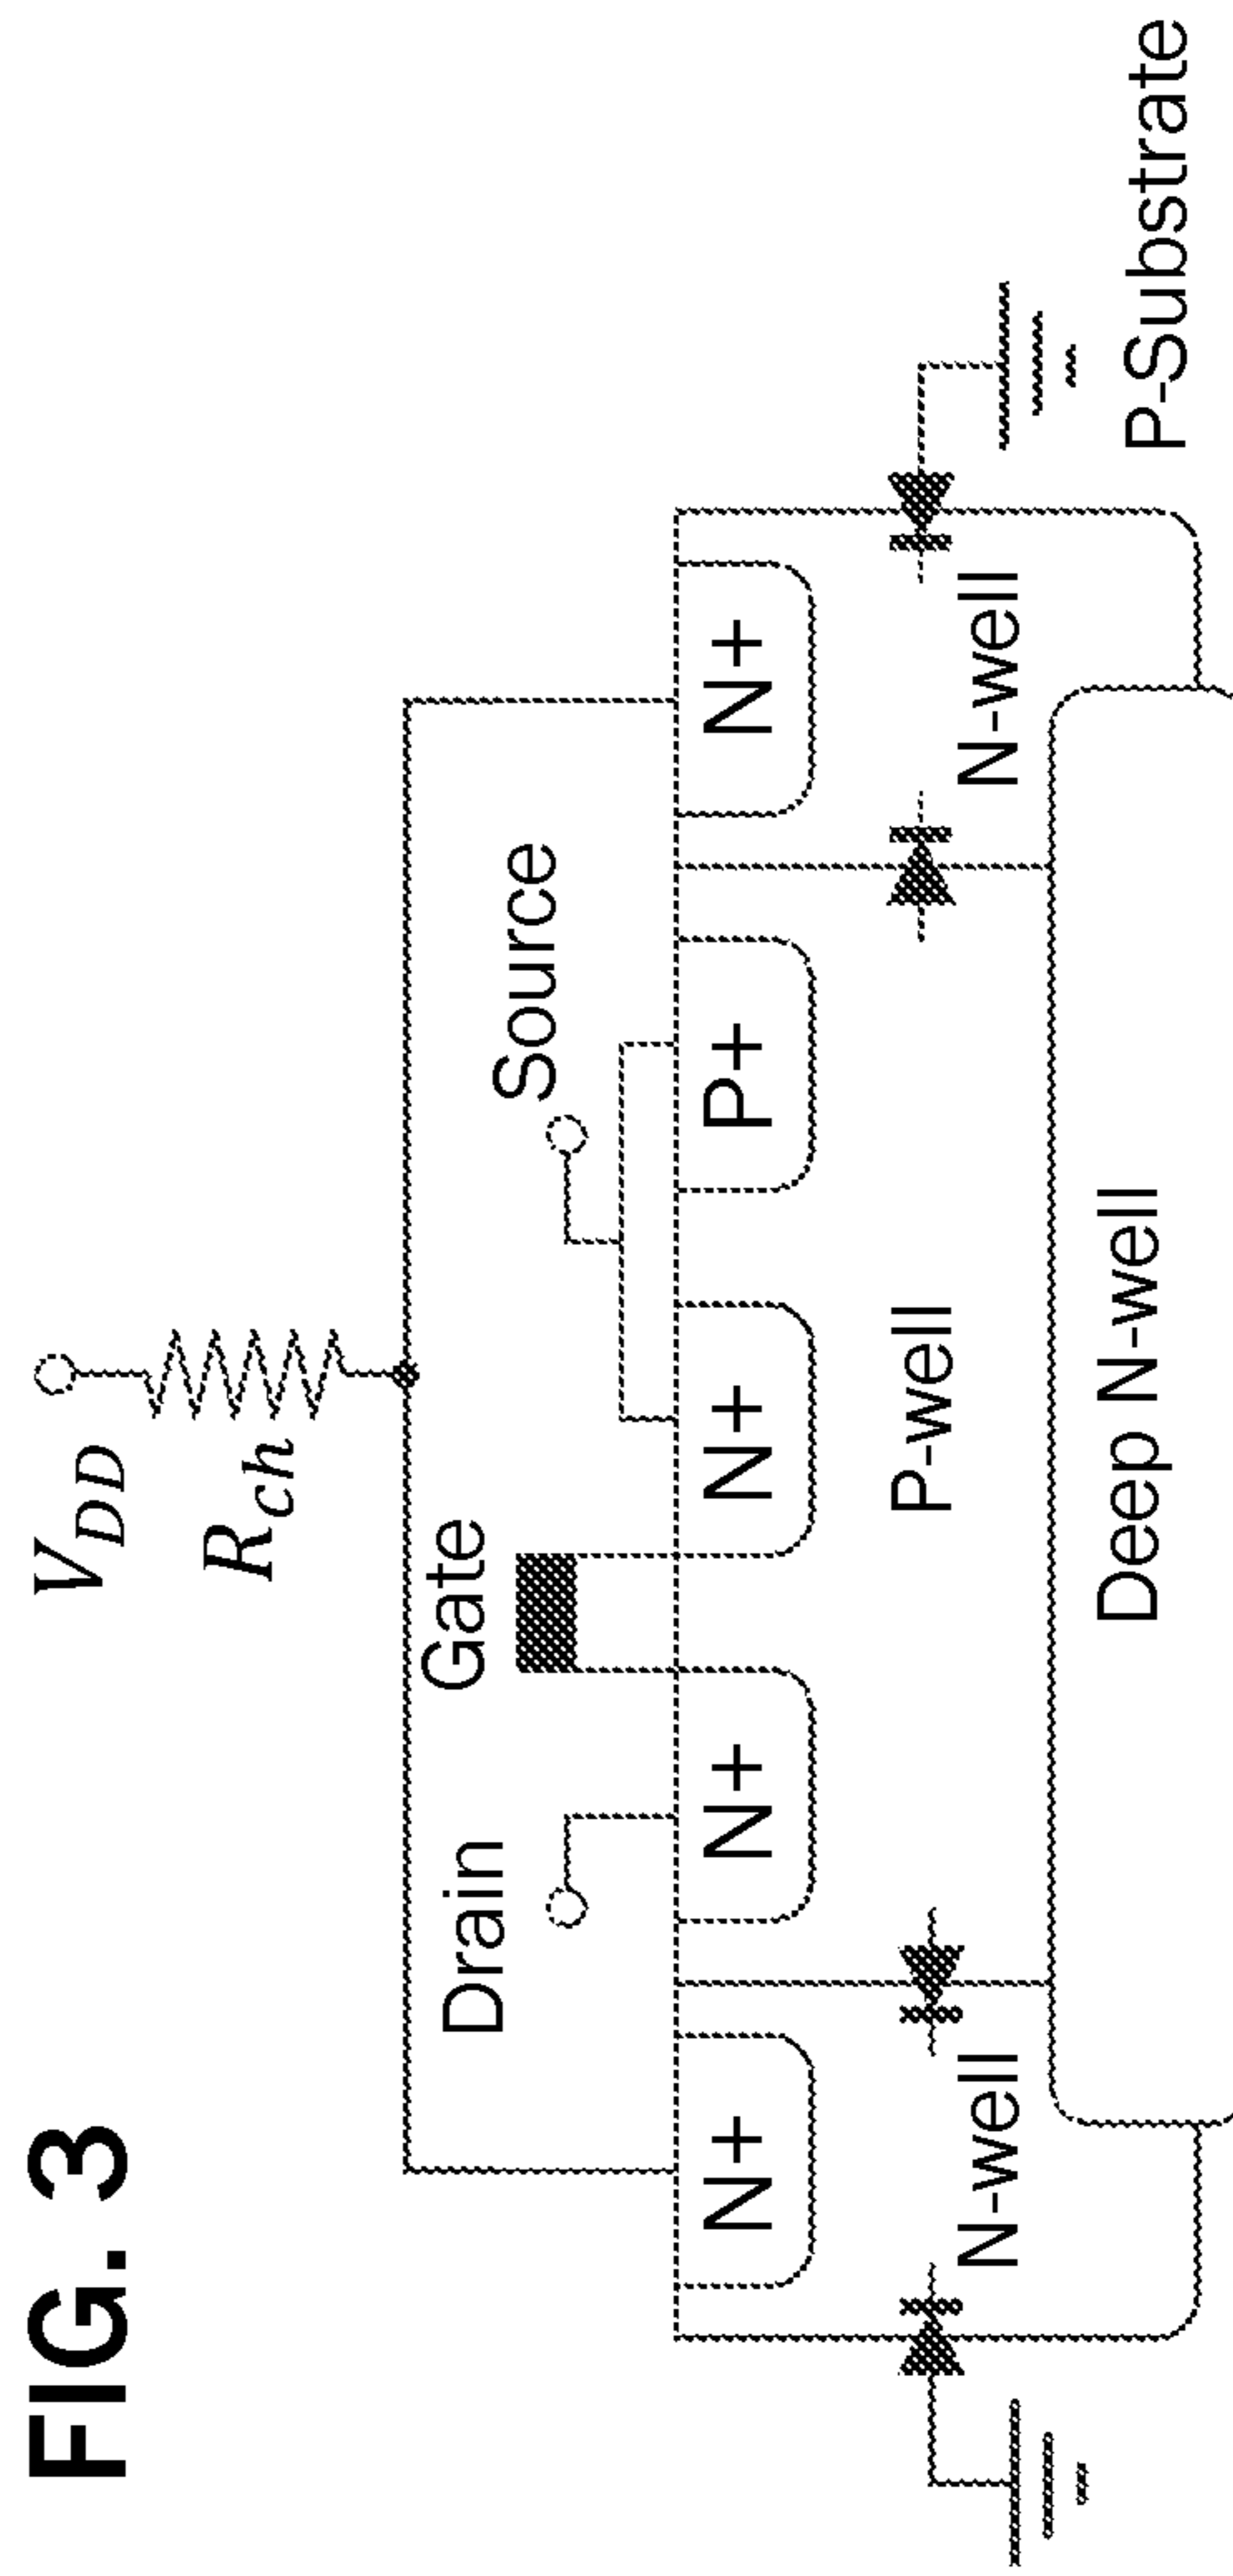 FIG. 3
V_DD
R_ch
Gate
Drain
Source
N+
N+
N+
P+
N+
P-well
N-well
N-well
Deep N-well
P-Substrate